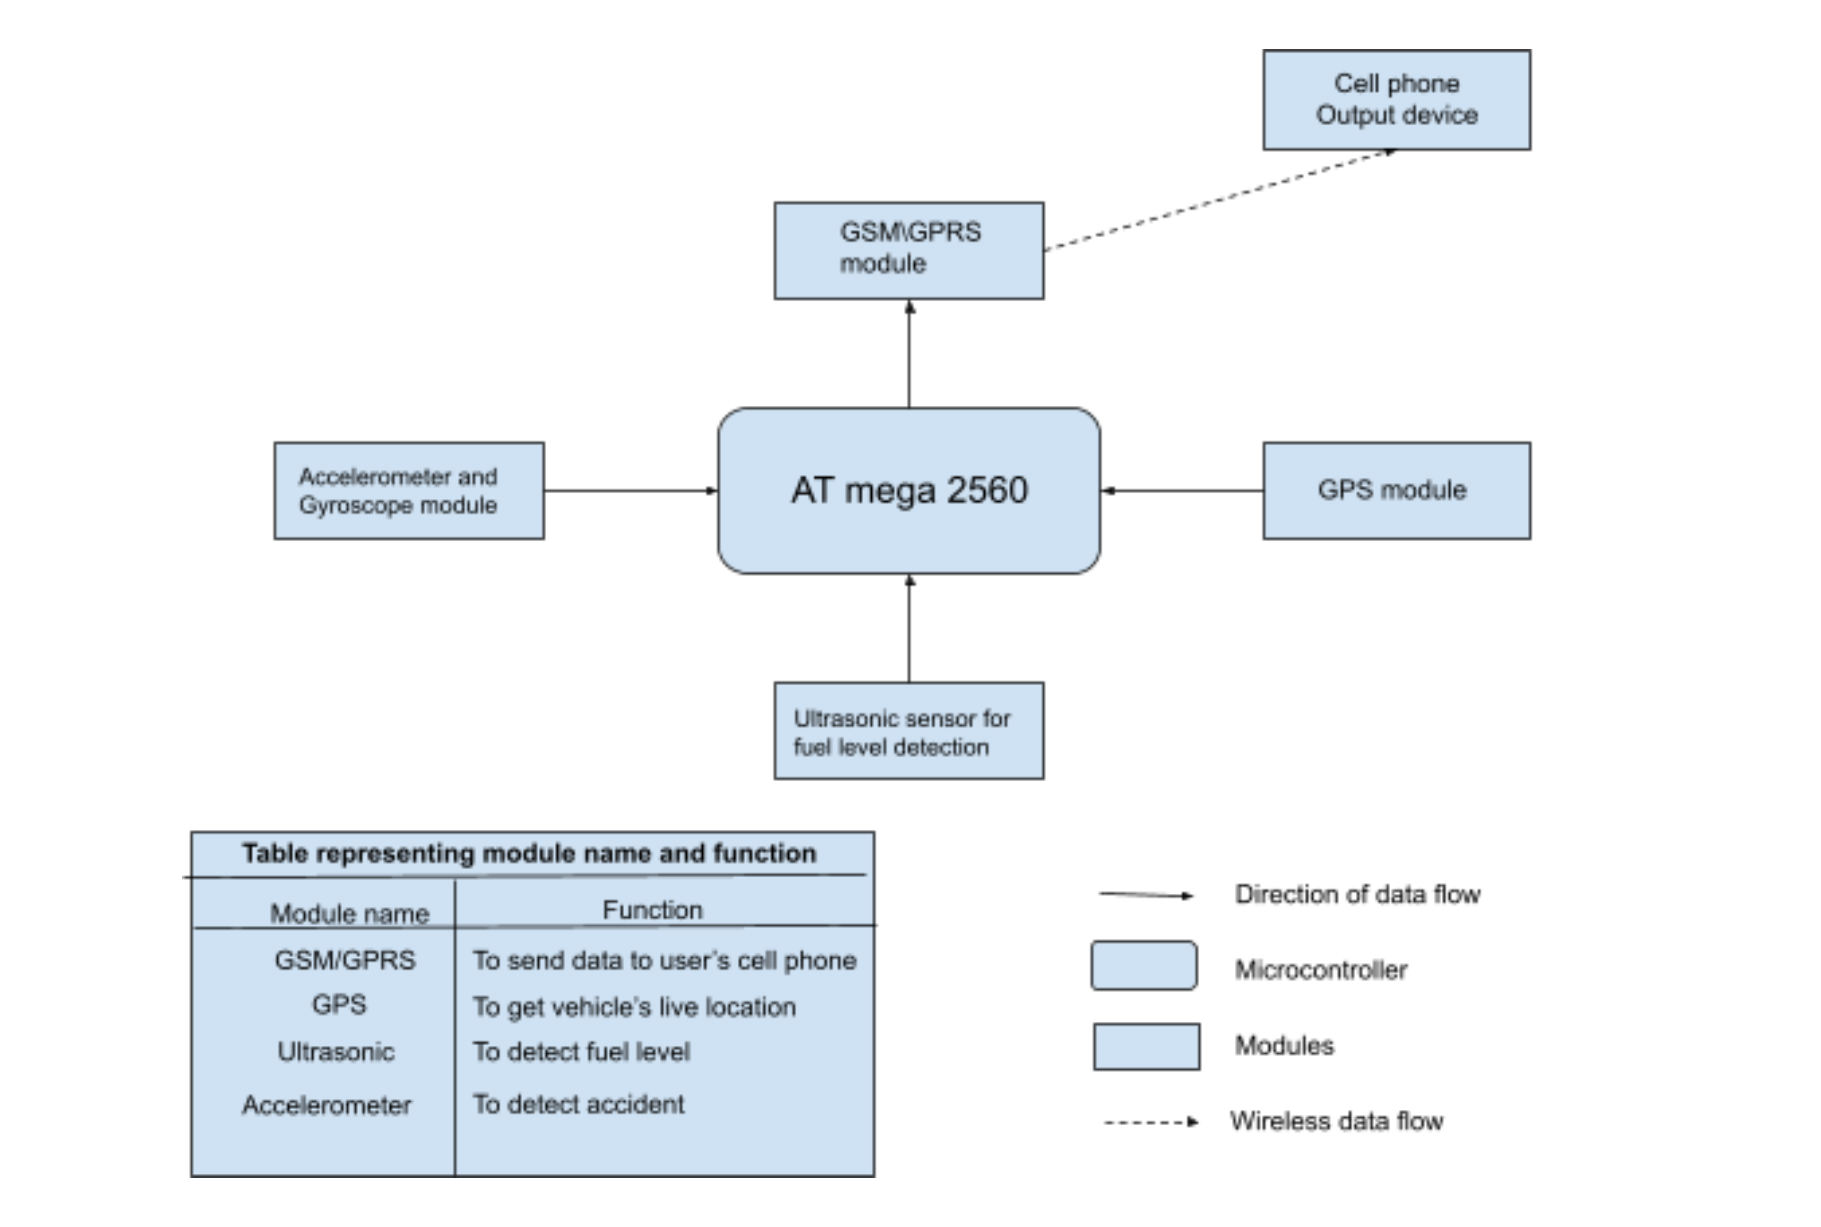 Cell phone
Output device
GSM\GPRS
module
Accelerometer and
Gyroscope module
AT mega 2560
GPS module
Ultrasonic sensor for
fuel level detection
Table representing module name and function
Module name Function
GSM/GPRS To send data to user’s cell phone
GPS To get vehicle’s live location
Ultrasonic To detect fuel level
Accelerometer To detect accident
Direction of data flow
Microcontroller
Modules
Wireless data flow